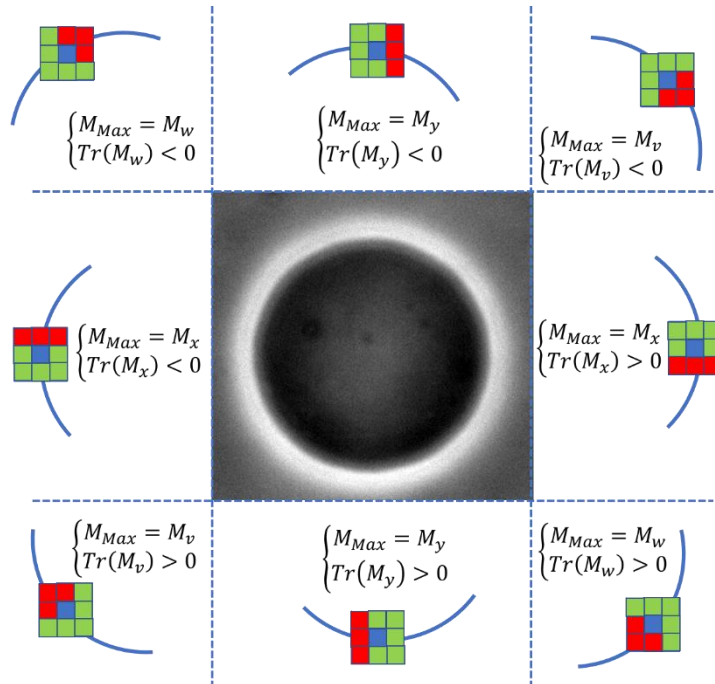 M_Max = M_w
Tr(M_w) < 0
M_Max = M_y
Tr(M_y) < 0
M_Max = M_v
Tr(M_v) < 0
M_Max = M_x
Tr(M_x) < 0
M_Max = M_x
Tr(M_x) > 0
M_Max = M_v
Tr(M_v) > 0
M_Max = M_y
Tr(M_y) > 0
M_Max = M_w
Tr(M_w) > 0